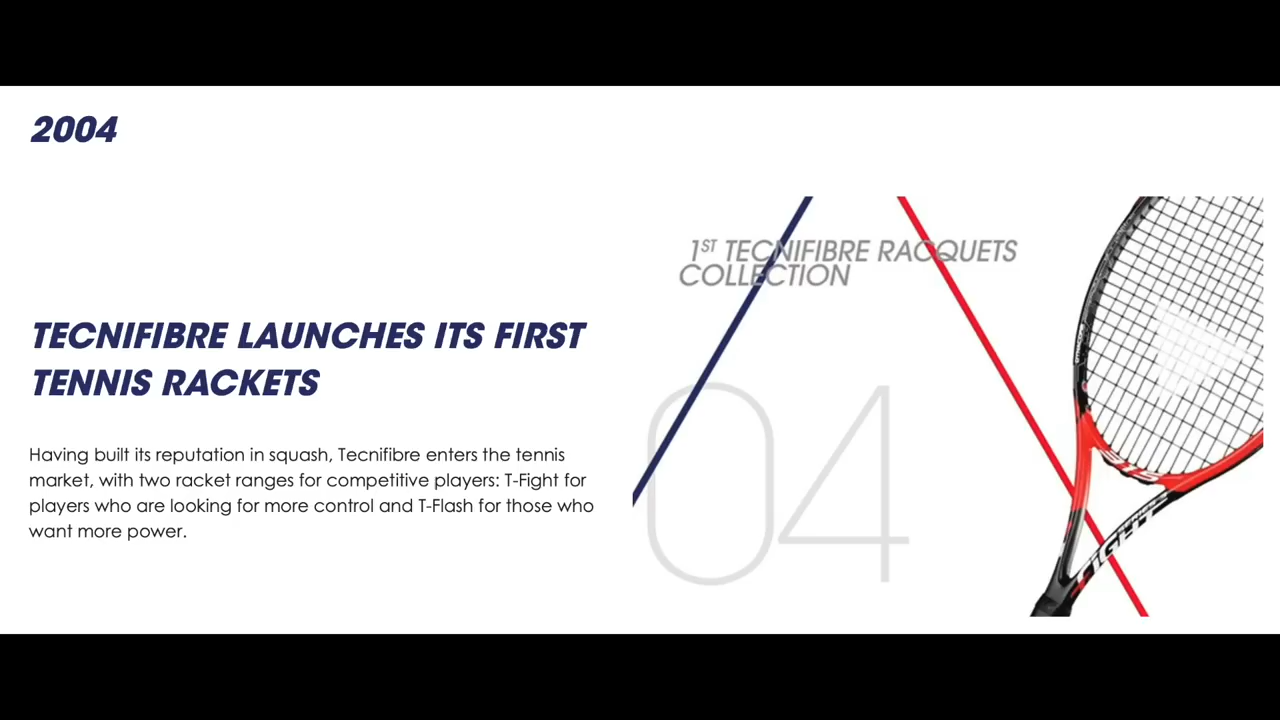 2004
TECNIFIBRE LAUNCHES ITS FIRST
TENNIS RACKETS
Having built its reputation in squash, Tecnifibre enters the tennis
market, with two racket ranges for competitive players: T-Fight for
players who are looking for more control and T-Flash for those who
want more power.
1ST TECNIFIBRE RACQUETS
COLLECTION
04
FIGHT